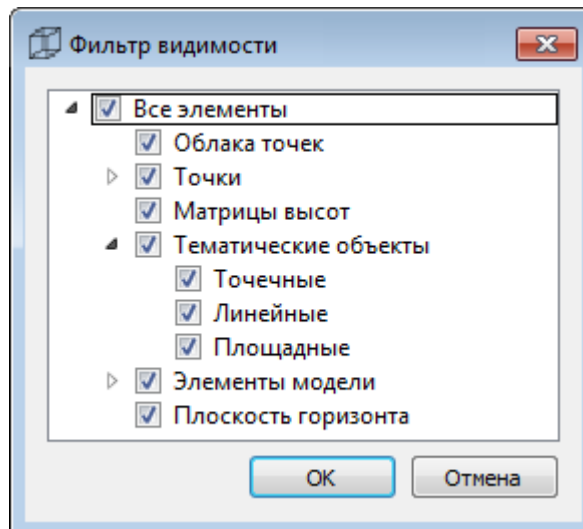 Фильтр видимости
Все элементы
Облака точек
Точки
Матрицы высот
Тематические объекты
Точечные
Линейные
Площадные
Элементы модели
Плоскость горизонта
OK Отмена